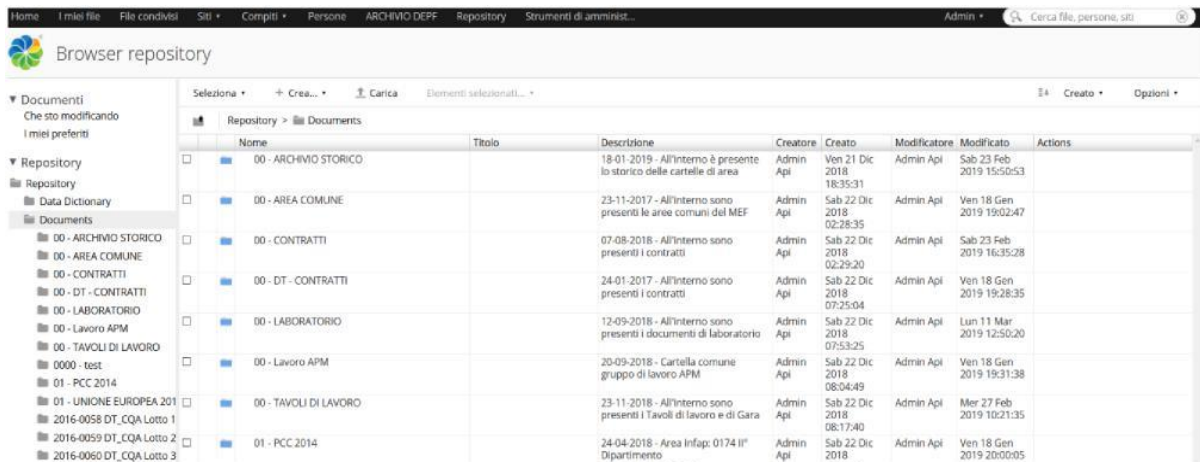 Home I miei file File condivisi Siti Compiti Persone ARCHIVIO DEPF Repository Strumenti di amminist... Admin Cerca file, persone, siti
Browser repository
Documenti
Che sto modificando
I miei preferiti
Repository
Repository
Data Dictionary
Documents
00 - ARCHIVIO STORICO
00 - AREA COMUNE
00 - CONTRATTI
00 - DT - CONTRATTI
00 - LABORATORIO
00 - Lavoro APM
00 - TAVOLI DI LAVORO
0000 - test
01 - PCC 2014
01 - UNIONE EUROPEA 201
2016-0058 DT_CQA Lotto 1
2016-0059 DT_CQA Lotto 2
2016-0060 DT_CQA Lotto 3
Seleziona + Crea... Carica Elementi selezionati... Creato Opzioni
Repository > Documents
Nome Titolo Descrizione Creatore Creato Modificatore Modificato Actions
00 - ARCHIVIO STORICO 18-01-2019 - All'interno è presente Admin Ven 21 Dic Admin Api Sab 23 Feb
lo storico delle cartelle di area Api 2018 2019 15:50:53
18:35:31
00 - AREA COMUNE 23-11-2017 - All'interno sono Admin Sab 22 Dic Admin Api Ven 18 Gen
presenti le aree comuni del MEF Api 2018 2019 19:02:47
02:28:35
00 - CONTRATTI 07-08-2018 - All'interno sono Admin Sab 22 Dic Admin Api Sab 23 Feb
presenti i contratti Api 2018 2019 16:35:28
02:29:20
00 - DT - CONTRATTI 24-01-2017 - All'interno sono Admin Sab 22 Dic Admin Api Ven 18 Gen
presenti i contratti Api 2018 2019 19:28:35
07:25:04
00 - LABORATORIO 12-09-2018 - All'interno sono Admin Sab 22 Dic Admin Api Lun 11 Mar
presenti i documenti di laboratorio Api 2018 2019 12:50:20
07:53:25
00 - Lavoro APM 20-09-2018 - Cartella comune Admin Sab 22 Dic Admin Api Ven 18 Gen
gruppo di lavoro APM Api 2018 2019 19:31:38
08:04:49
00 - TAVOLI DI LAVORO 23-11-2018 - All'interno sono Admin Sab 22 Dic Admin Api Mer 27 Feb
presenti i Tavoli di lavoro e di Gara Api 2018 2019 10:21:35
08:17:40
01 - PCC 2014 24-04-2018 - Area Infap: 0174 II° Admin Sab 22 Dic Admin Api Ven 18 Gen
Dipartimento Api 2018 2019 20:00:05